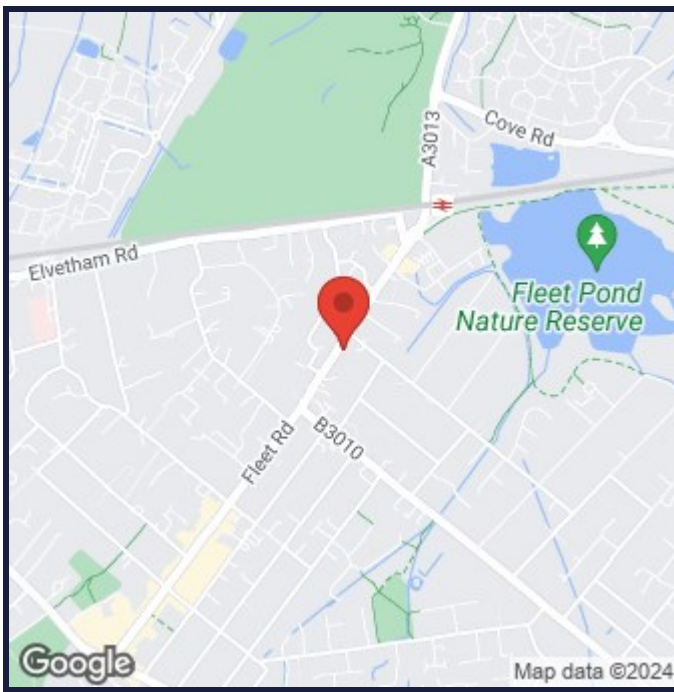 A3013
Cove Rd
Elvetham Rd
Fleet Pond
Nature Reserve
Fleet Rd
B3010
Google
Map data ©2024